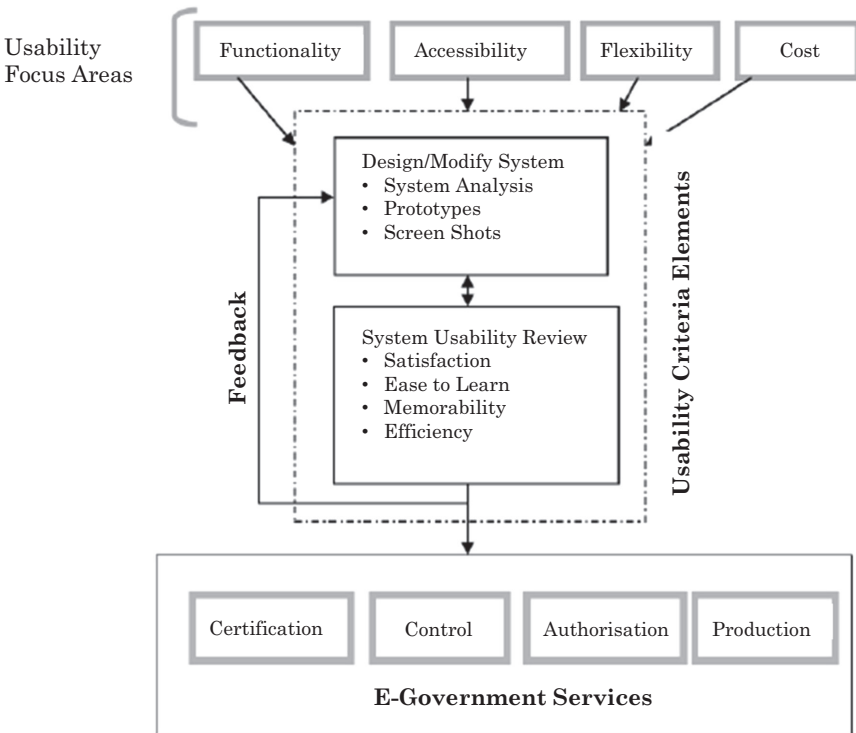 Usability
Focus Areas
Functionality
Accessibility
Flexibility
Cost
Design/Modify System
• System Analysis
• Prototypes
• Screen Shots
Feedback
Usability Criteria Elements
System Usability Review
• Satisfaction
• Ease to Learn
• Memorability
• Efficiency
Certification
Control
Authorisation
Production
E-Government Services